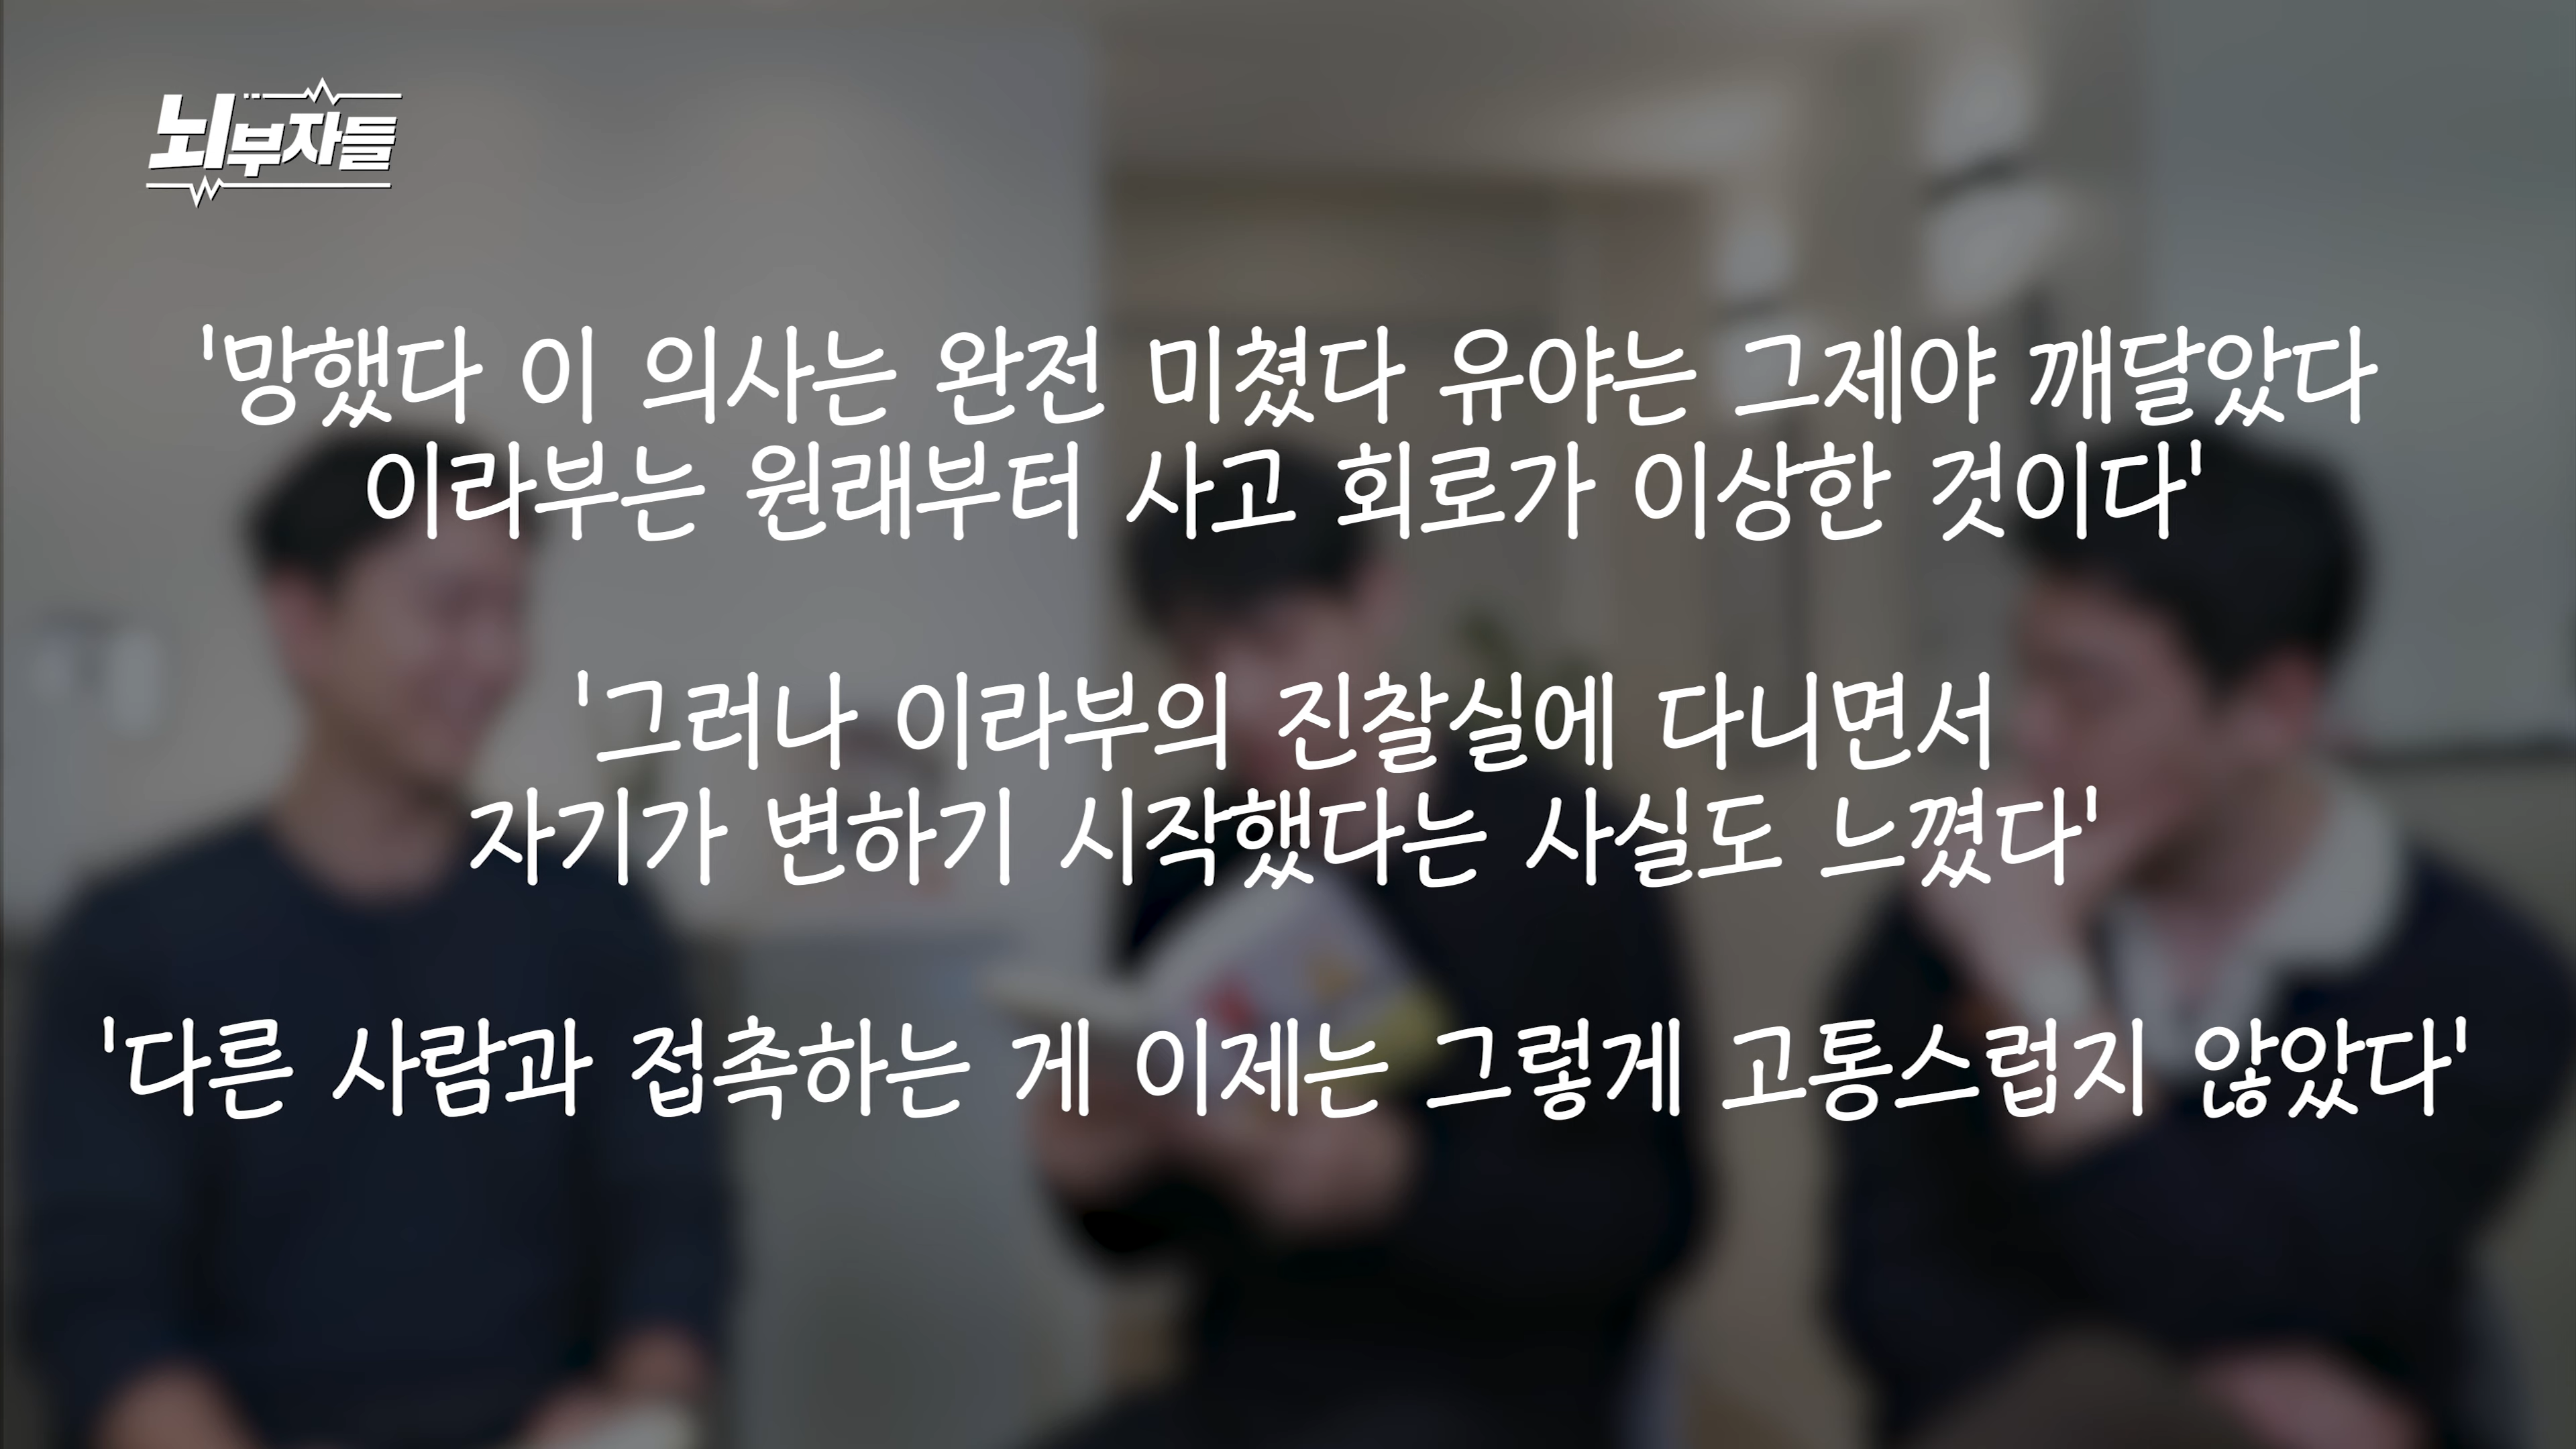 뇌부자들
'망했다 이 의사는 완전 미쳤다 유야는 그제야 깨달았다
이라부는 원래부터 사고 회로가 이상한 것이다'
'그러나 이라부의 진찰실에 다니면서
자기가 변하기 시작했다는 사실도 느꼈다'
'다른 사람과 접촉하는 게 이제는 그렇게 고통스럽지 않았다'